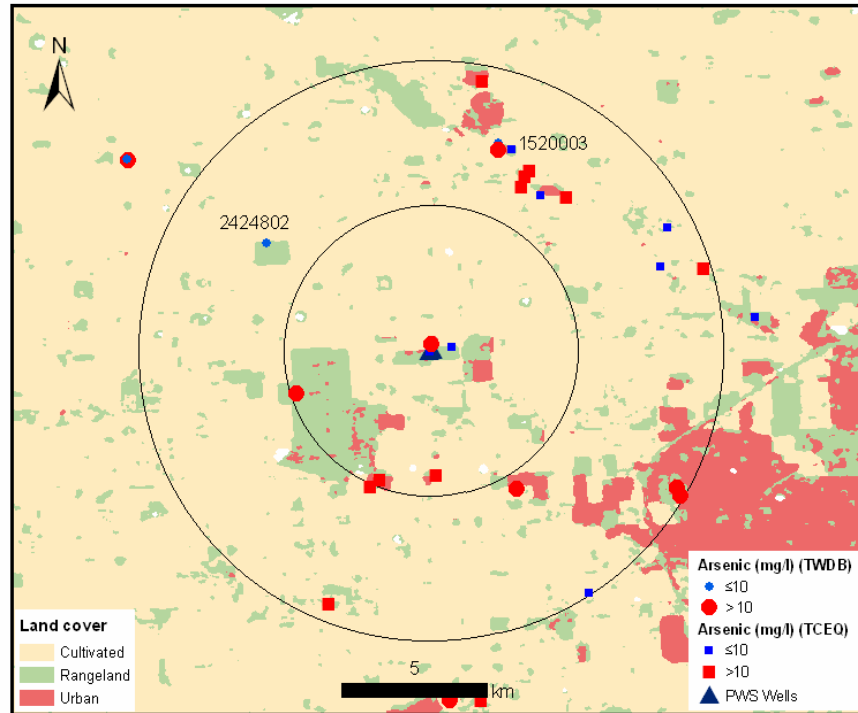 N
1520003
2424802
Arsenic (mg/l) (TWDB)
≤10
> 10
Arsenic (mg/l) (TCEQ)
≤10
>10
PWS Wells
Land cover
Cultivated
Rangeland
Urban
5
km